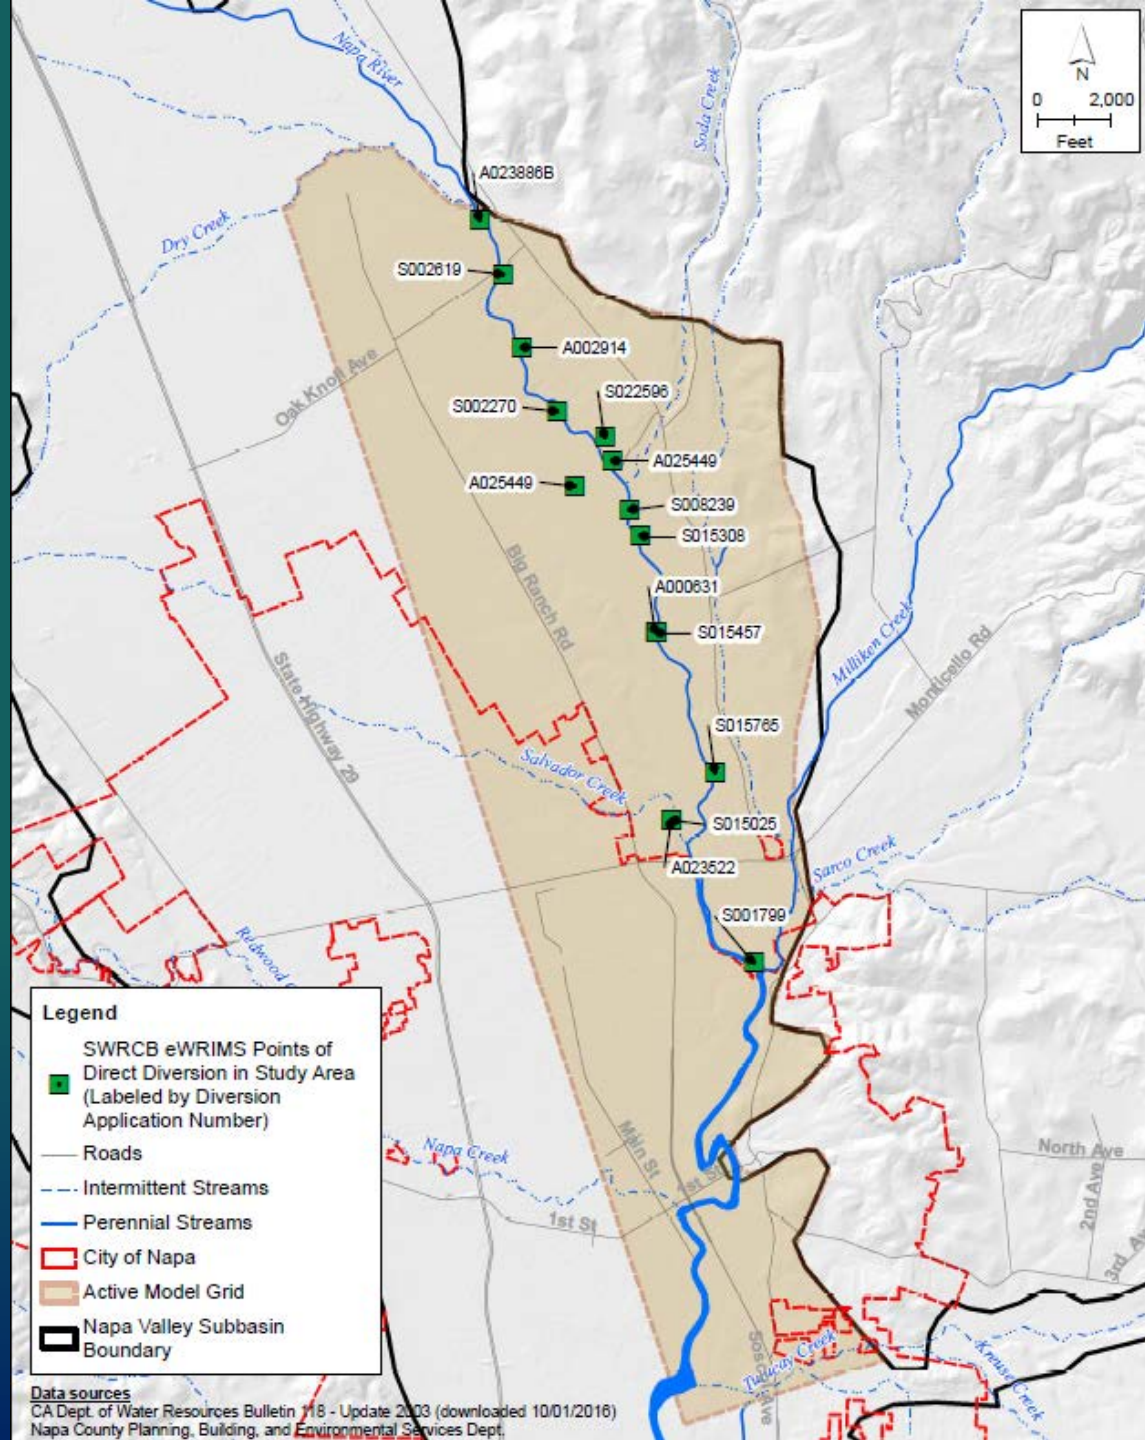 Napa River
Soda Creek
N
0 2,000
Feet
A023886B
Dry Creek
S002619
A002914
Oak Knoll Ave
S022596
S002270
A025449
A025449
S008239
S015308
Big Ranch Rd
A000631
S015457
Milliken Creek
Monticello Rd
State Highway 29
S015765
Salvador Creek
S015025
A023522
Sarco Creek
S001799
Redwood
Legend
SWRCB eWRIMS Points of
Direct Diversion in Study Area
(Labeled by Diversion
Application Number)
Roads
Intermittent Streams
Perennial Streams
City of Napa
Active Model Grid
Napa Valley Subbasin
Boundary
Napa Creek
Main St
1st St
1st St
North Ave
2nd Ave
3rd
Soscol Ave
Tulucay Creek
Kreuse Creek
Data sources
CA Dept. of Water Resources Bulletin 118 - Update 2003 (downloaded 10/01/2016)
Napa County Planning, Building, and Environmental Services Dept.